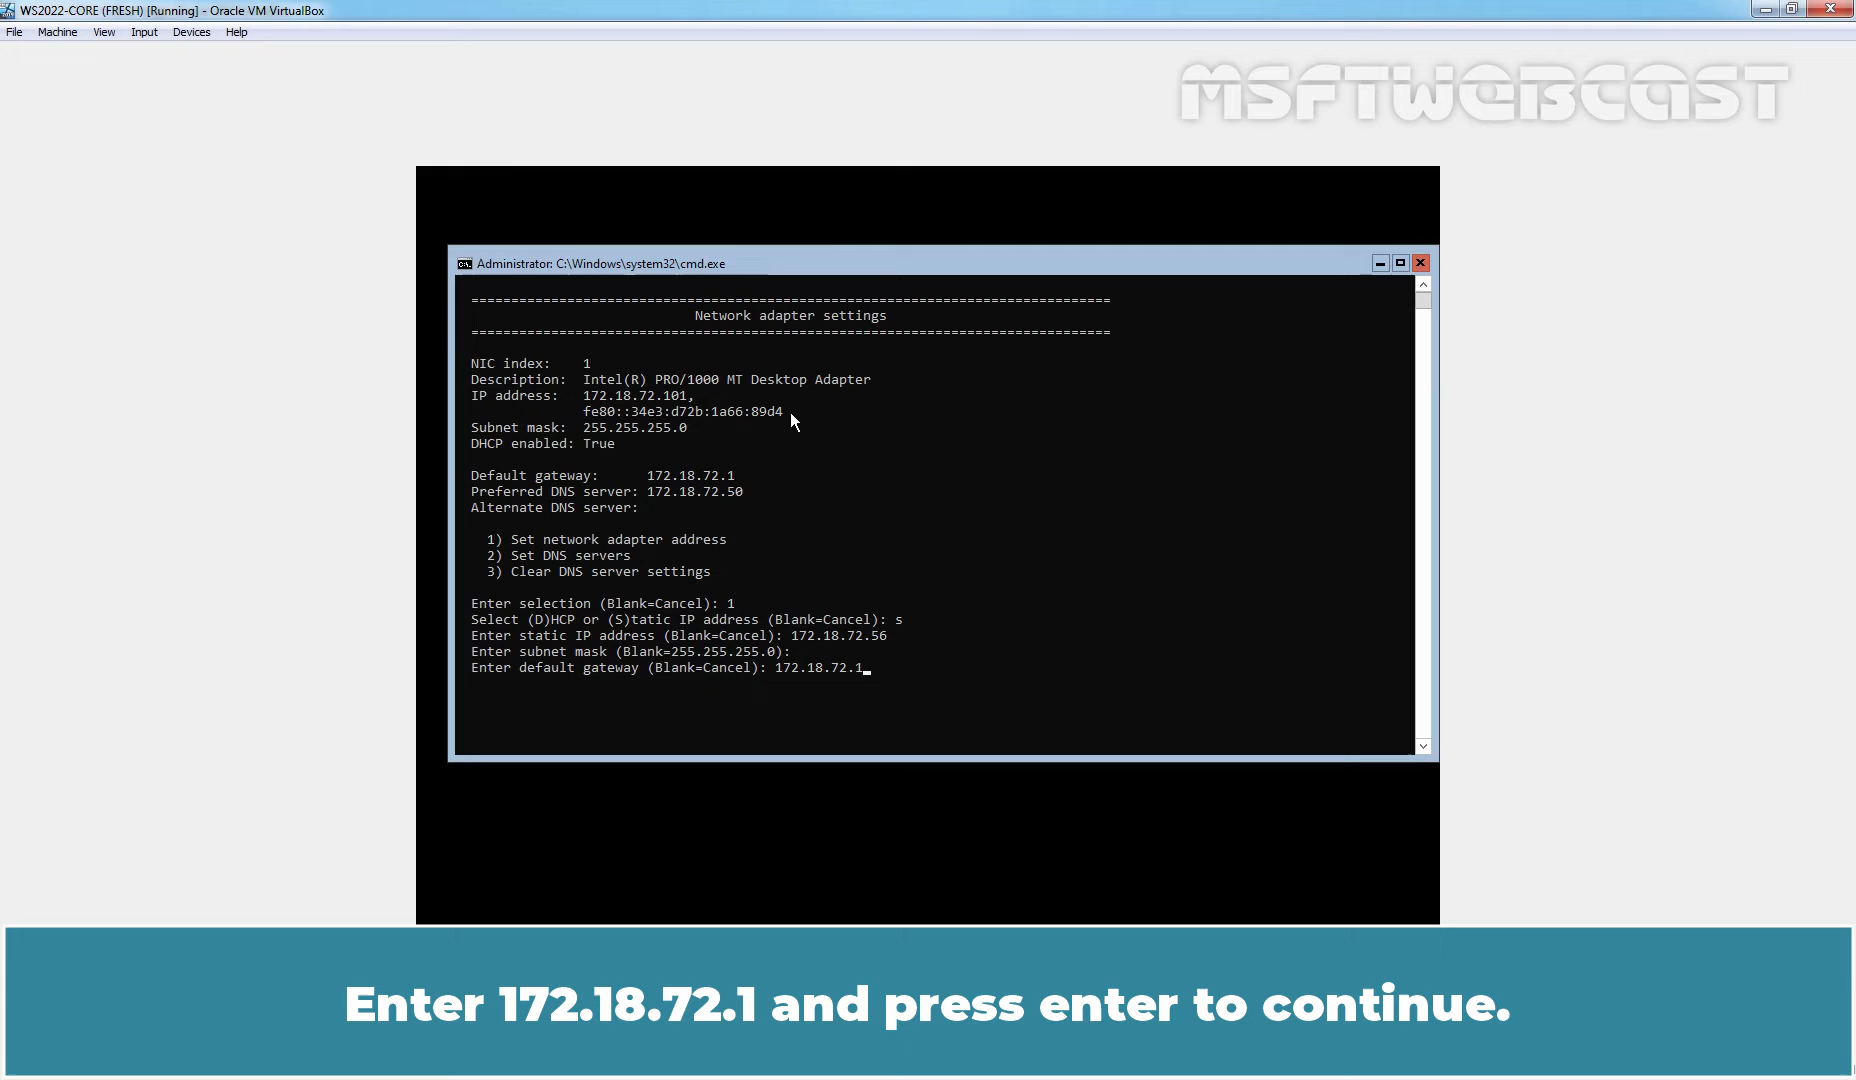 WS2022-CORE (FRESH) [Running] - Oracle VM VirtualBox
File Machine View Input Devices Help
MSFTWEBCAST
Administrator: C:\Windows\system32\cmd.exe
================================================================================
Network adapter settings
================================================================================
NIC index: 1
Description: Intel(R) PRO/1000 MT Desktop Adapter
IP address: 172.18.72.101,
fe80::34e3:d72b:1a66:89d4
Subnet mask: 255.255.255.0
DHCP enabled: True
Default gateway: 172.18.72.1
Preferred DNS server: 172.18.72.50
Alternate DNS server:
1) Set network adapter address
2) Set DNS servers
3) Clear DNS server settings
Enter selection (Blank=Cancel): 1
Select (D)HCP or (S)tatic IP address (Blank=Cancel): s
Enter static IP address (Blank=Cancel): 172.18.72.56
Enter subnet mask (Blank=255.255.255.0):
Enter default gateway (Blank=Cancel): 172.18.72.1_
Enter 172.18.72.1 and press enter to continue.